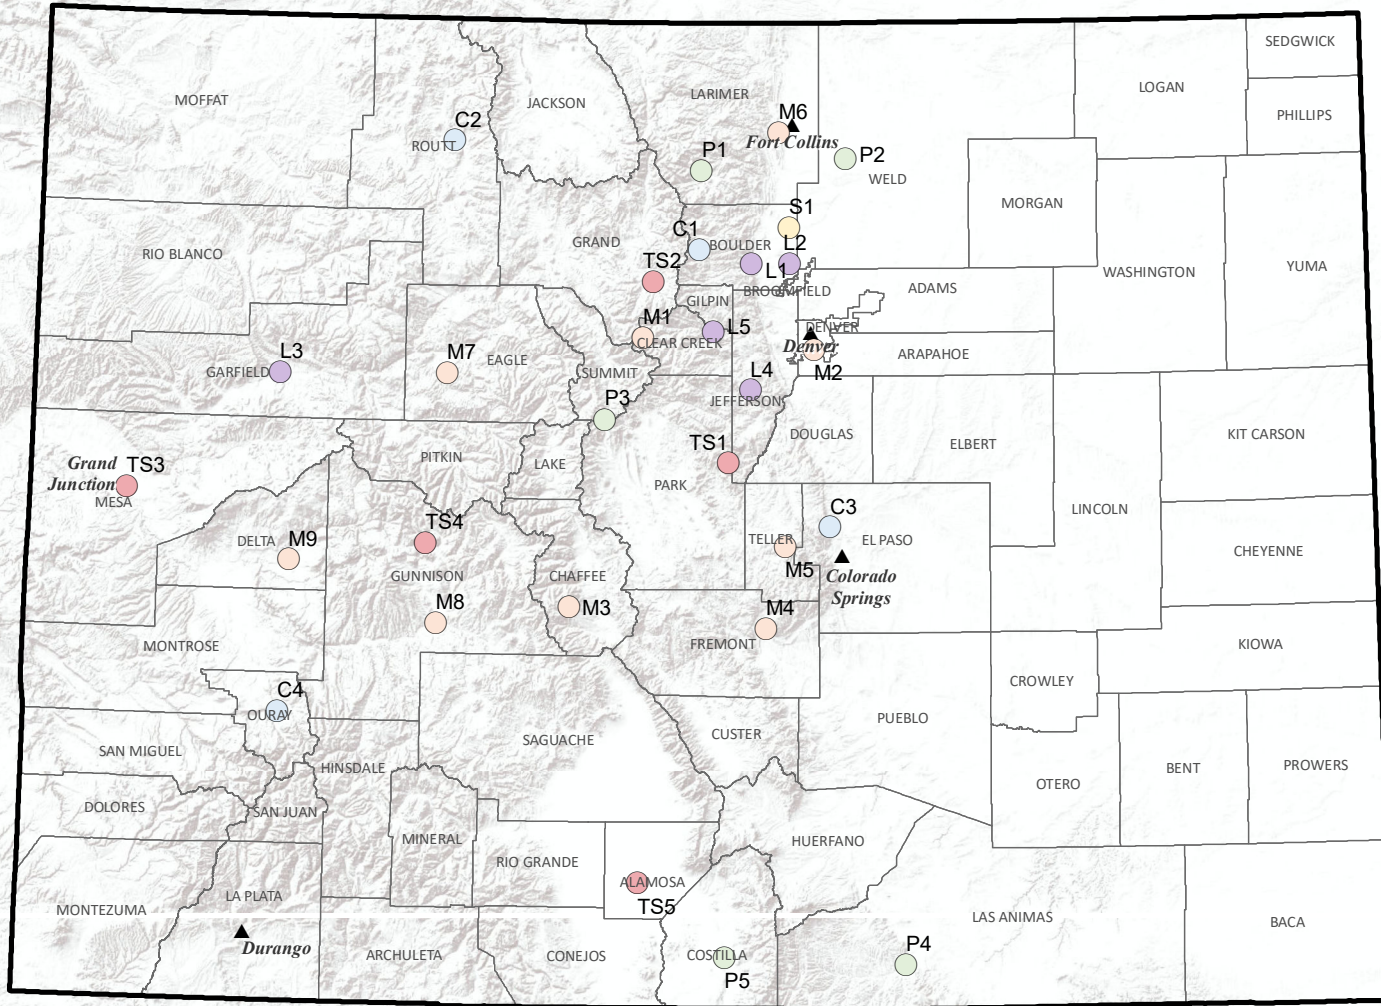 SEDGWICK
LOGAN
MOFFAT
JACKSON
LARIMER
PHILLIPS
M6
C2
ROUTT
Fort Collins
P1
P2
WELD
MORGAN
S1
C1
BOULDER
L2
GRAND
RIO BLANCO
TS2
L1
WASHINGTON
YUMA
BROOMFIELD
ADAMS
GILPIN
M1
L5
DENVER
CLEAR CREEK
Denver
L3
M7
EAGLE
ARAPAHOE
GARFIELD
SUMMIT
L4
M2
P3
JEFFERSON
TS1
DOUGLAS
ELBERT
KIT CARSON
Grand
Junction
TS3
MESA
PITKIN
LAKE
PARK
C3
LINCOLN
TS4
DELTA
M9
TELLER
EL PASO
CHEYENNE
GUNNISON
CHAFFEE
M5
Colorado
Springs
M8
M3
M4
MONTROSE
FREMONT
KIOWA
C4
CROWLEY
OURAY
PUEBLO
SAN MIGUEL
SAGUACHE
CUSTER
HINSDALE
BENT
PROWERS
OTERO
DOLORES
SAN JUAN
MINERAL
HUERFANO
RIO GRANDE
ALAMOSA
TS5
LA PLATA
MONTEZUMA
LAS ANIMAS
BACA
Durango
ARCHULETA
CONEJOS
COSTILLA
P4
P5